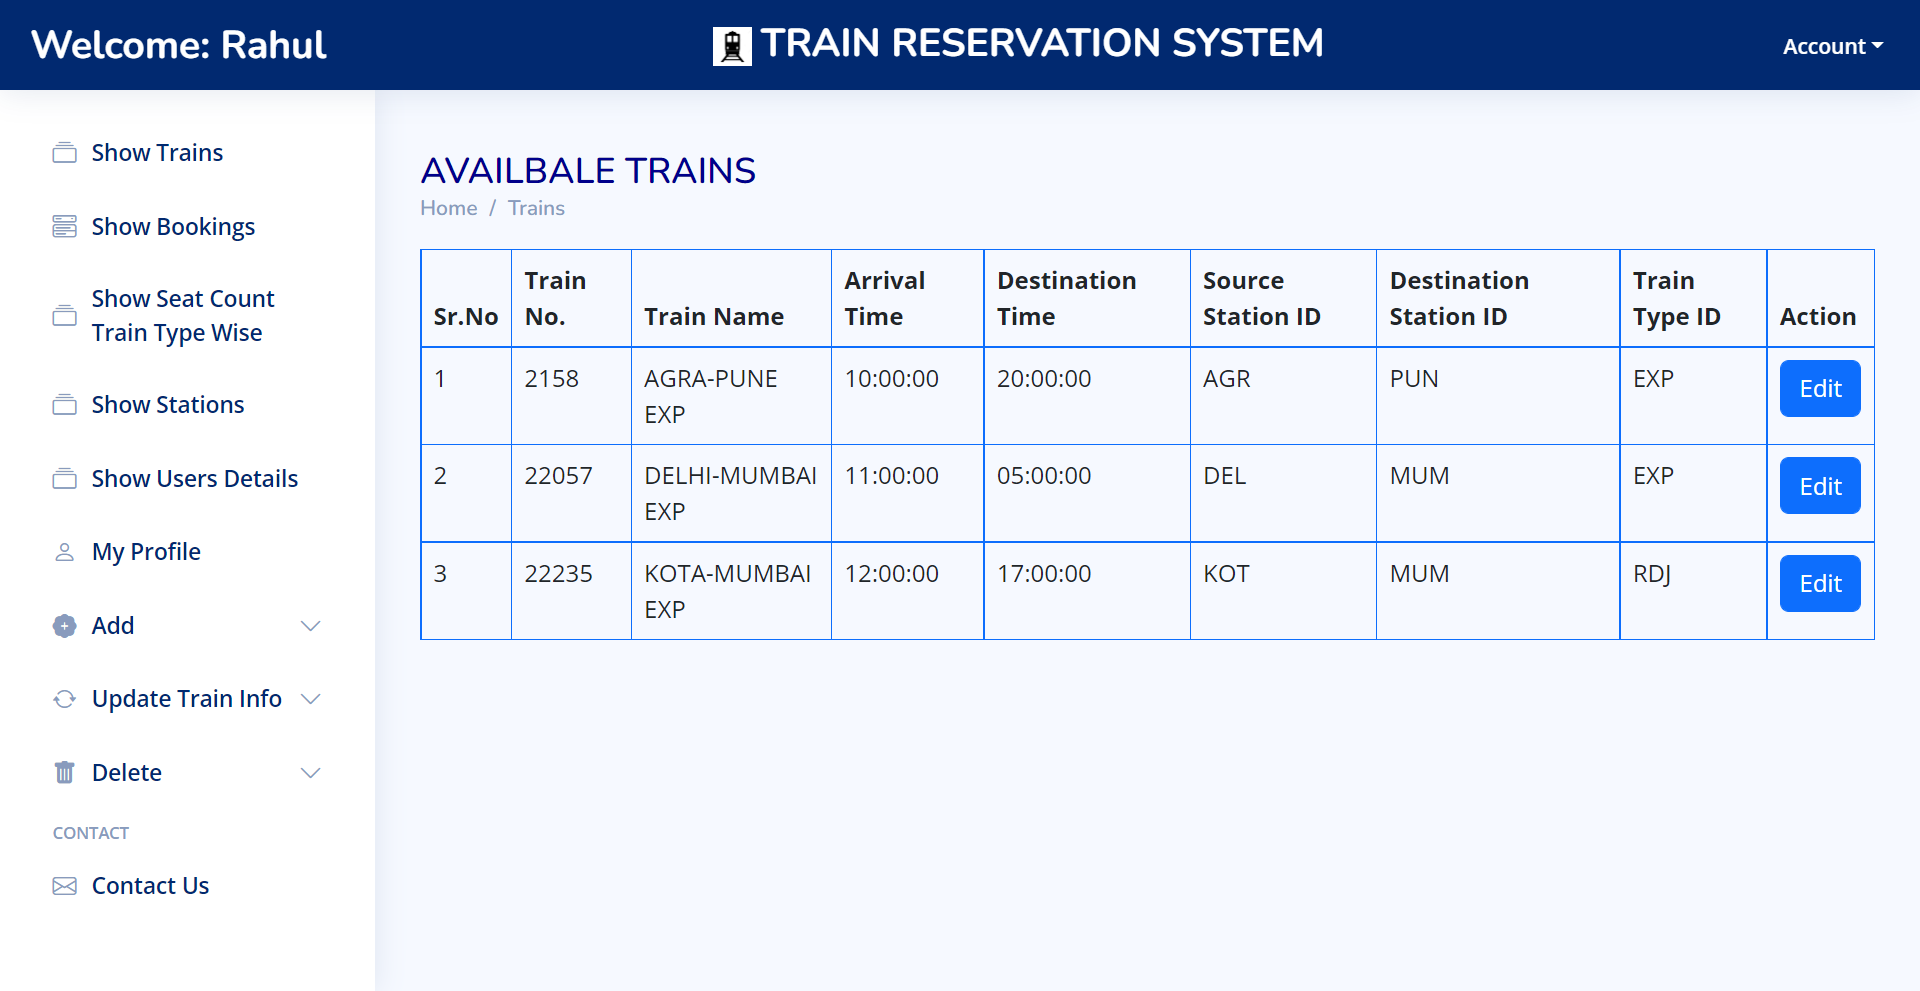 Welcome: Rahul
TRAIN RESERVATION SYSTEM
Account
Show Trains
Show Bookings
Show Seat Count
Train Type Wise
Show Stations
Show Users Details
My Profile
Add
Update Train Info
Delete
CONTACT
Contact Us
AVAILBALE TRAINS
Home / Trains
Sr.No Train No. Train Name Arrival Time Destination Time Source Station ID Destination Station ID Train Type ID Action
1 2158 AGRA-PUNE EXP 10:00:00 20:00:00 AGR PUN EXP Edit
2 22057 DELHI-MUMBAI EXP 11:00:00 05:00:00 DEL MUM EXP Edit
3 22235 KOTA-MUMBAI EXP 12:00:00 17:00:00 KOT MUM RDJ Edit